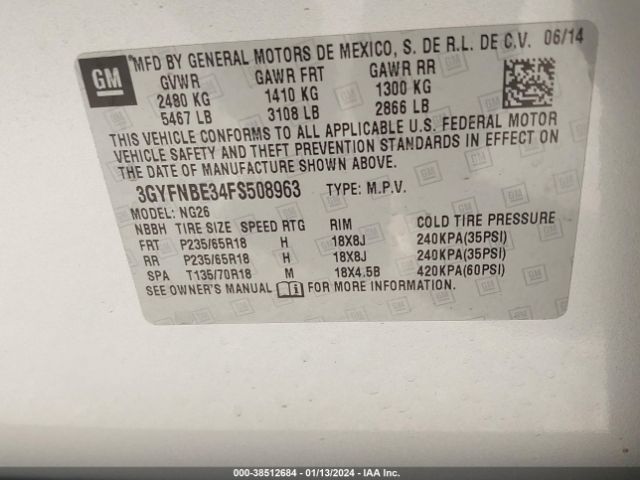 GM
MFD BY GENERAL MOTORS DE MEXICO, S. DE R.L. DE C.V. 06/14
GVWR GAWR FRT GAWR RR
2480 KG 1410 KG 1300 KG
5467 LB 3108 LB 2866 LB
THIS VEHICLE CONFORMS TO ALL APPLICABLE U.S. FEDERAL MOTOR
VEHICLE SAFETY AND THEFT PREVENTION STANDARDS IN EFFECT ON
THE DATE OF MANUFACTURE SHOWN ABOVE.
3GYFNBE34FS508963 TYPE: M.P.V.
MODEL: NG26
NBBH TIRE SIZE SPEED RTG RIM COLD TIRE PRESSURE
FRT P235/65R18 H 18X8J 240KPA(35PSI)
RR P235/65R18 H 18X8J 240KPA(35PSI)
SPA T135/70R18 M 18X4.5B 420KPA(60PSI)
SEE OWNER'S MANUAL i FOR MORE INFORMATION.
000-38512684 - 01/13/2024 - IAA Inc.